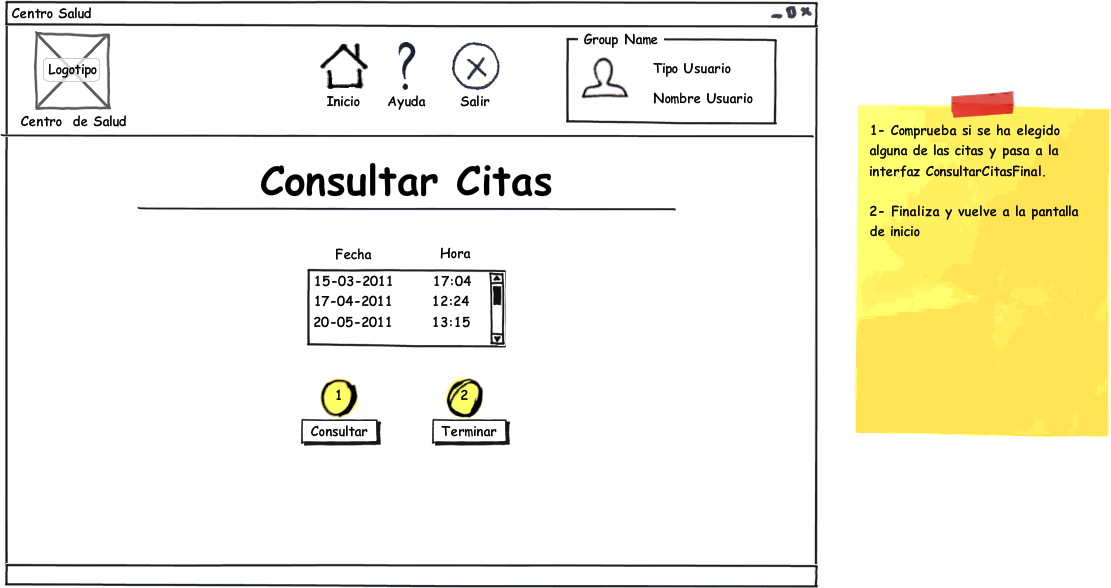 Centro Salud
Logotipo
Centro de Salud
Inicio
Ayuda
Salir
Group Name
Tipo Usuario
Nombre Usuario
Consultar Citas
Fecha Hora
15-03-2011 17:04
17-04-2011 12:24
20-05-2011 13:15
1
2
Consultar
Terminar
1- Comprueba si se ha elegido
alguna de las citas y pasa a la
interfaz ConsultarCitasFinal.
2- Finaliza y vuelve a la pantalla
de inicio